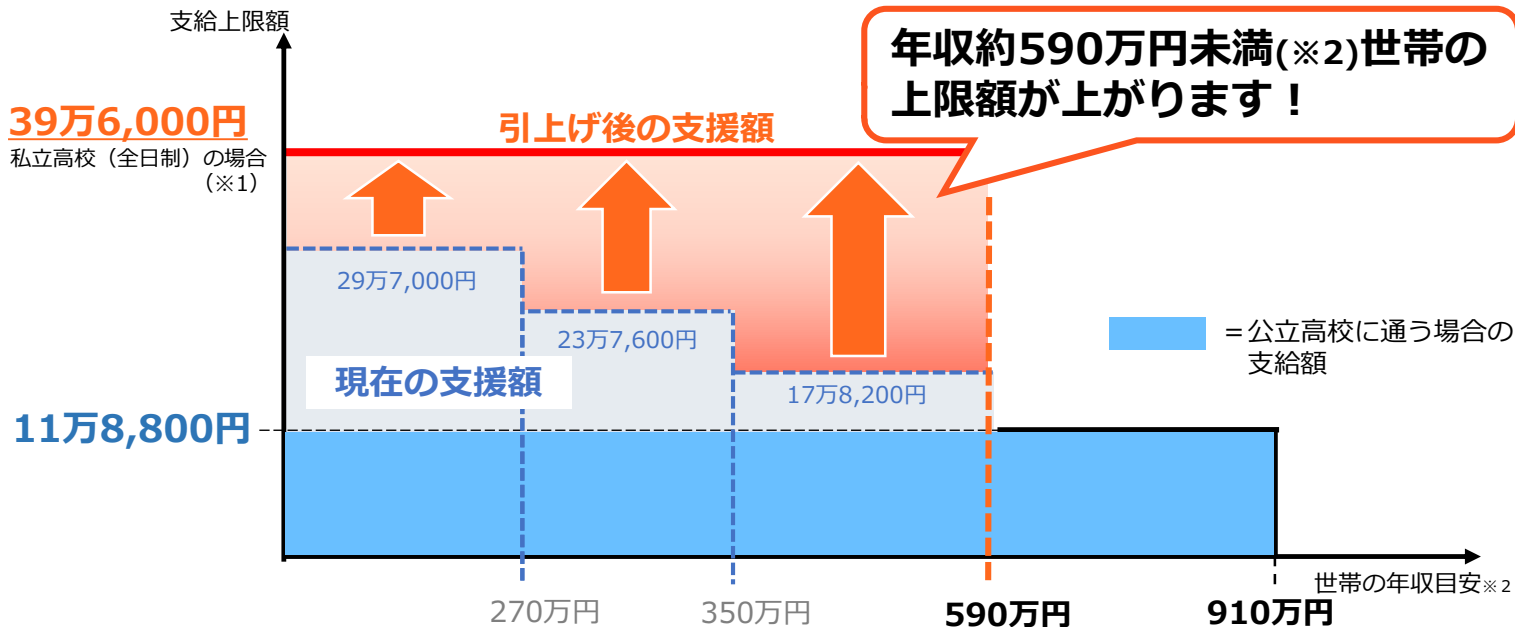 支給上限額
年収約590万円未満(※2)世帯の
上限額が上がります！
39万6,000円
私立高校（全日制）の場合
（※1）
引上げ後の支援額
29万7,000円
23万7,600円
17万8,200円
現在の支援額
11万8,800円
＝公立高校に通う場合の
支給額
世帯の年収目安※2
270万円
350万円
590万円
910万円